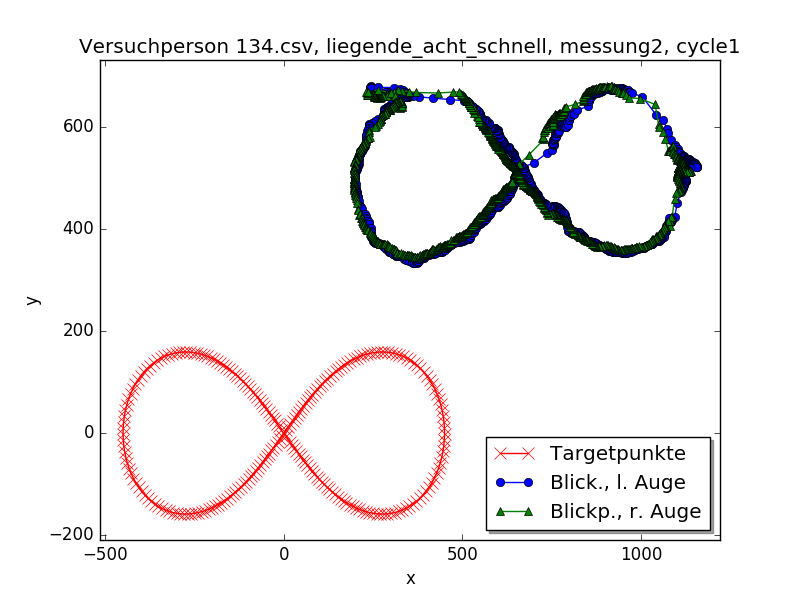 Versuchperson 134.csv, liegende_acht_schnell, messung2, cycle1
y
600
400
200
0
−200
−500
0
500
1000
x
Targetpunkte
Blick., l. Auge
Blickp., r. Auge